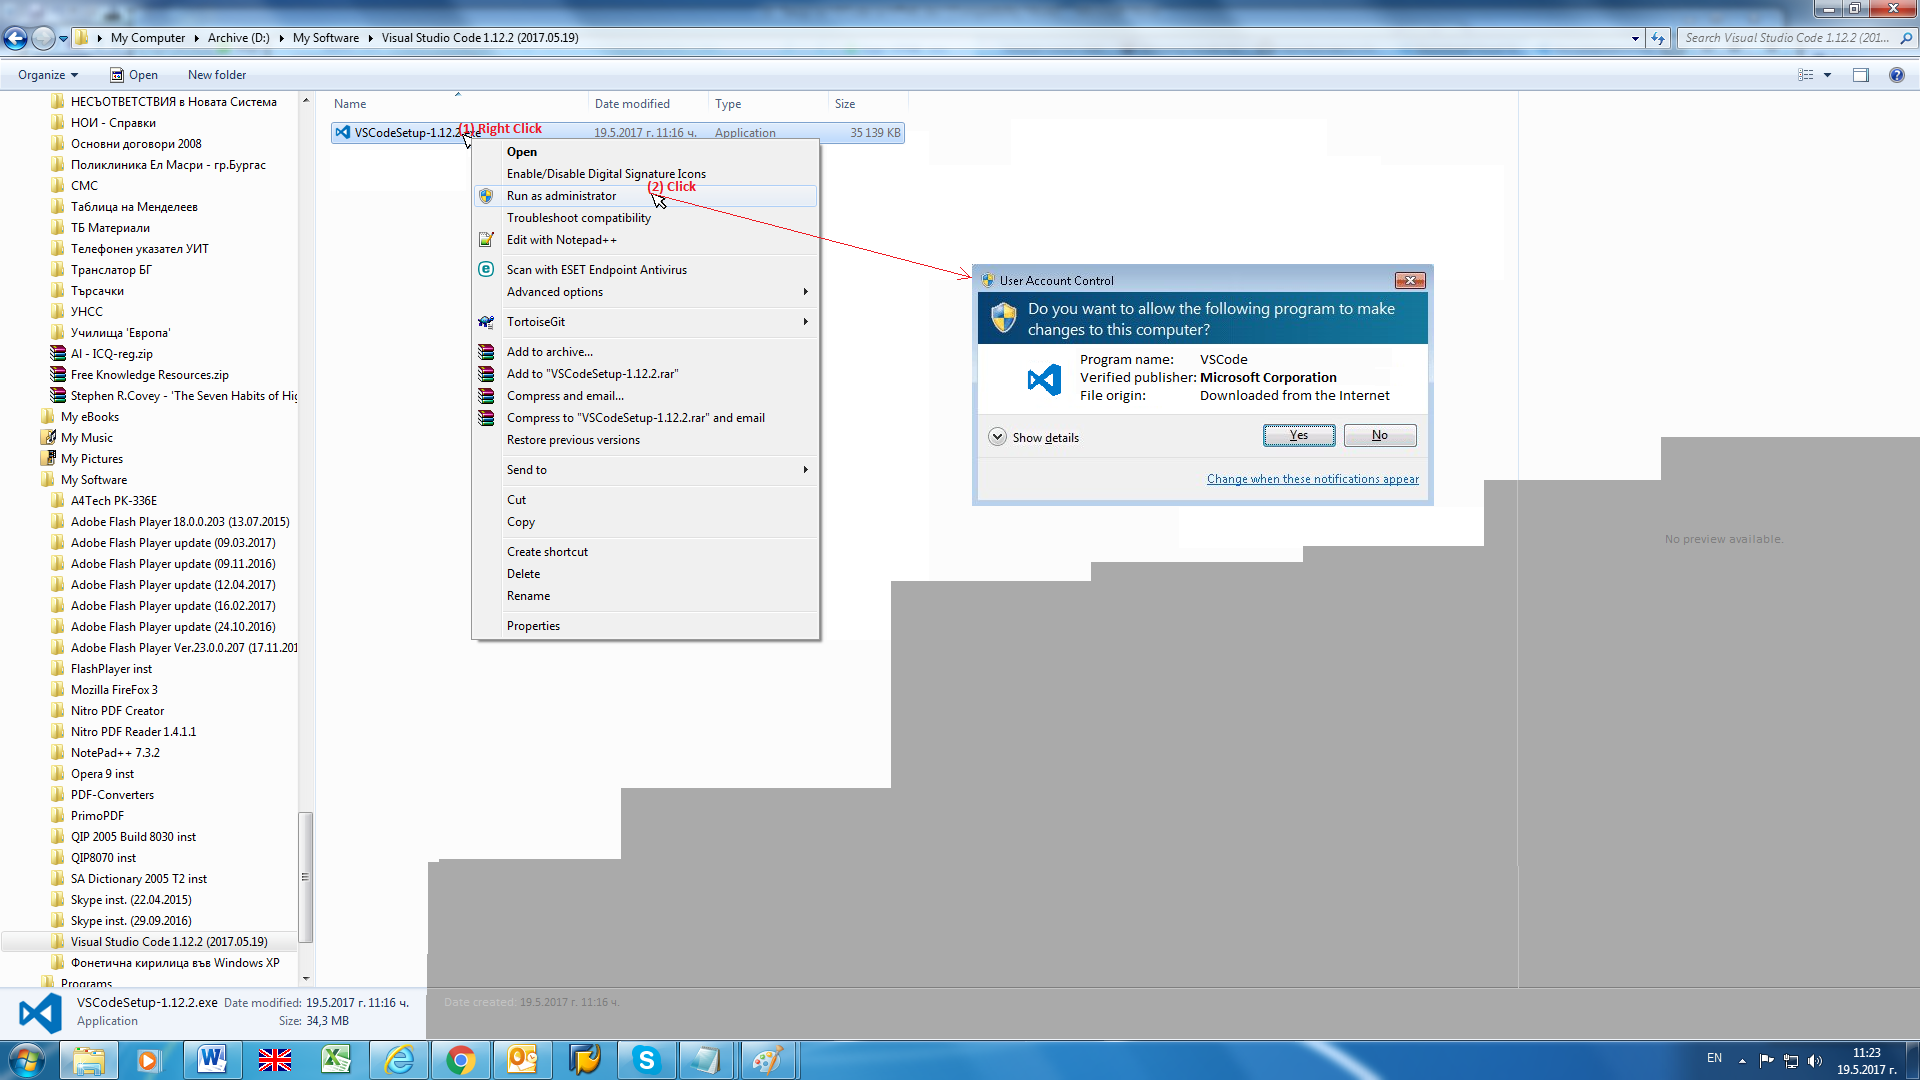 My Computer ▸ Archive (D:) ▸ My Software ▸ Visual Studio Code 1.12.2 (2017.05.19)
Search Visual Studio Code 1.12.2 (201...
Organize
Open
New folder
НЕСЪОТВЕТСТВИЯ в Новата Система
НОИ - Справки
Основни договори 2008
Поликлиника Ел Масри - гр.Бургас
СМС
Таблица на Менделеев
ТБ Материали
Телефонен указател УИТ
Транслатор БГ
Търсачки
УНСС
Училища 'Европа'
AI - ICQ-reg.zip
Free Knowledge Resources.zip
Stephen R.Covey - 'The Seven Habits of Hig
My eBooks
My Music
My Pictures
My Software
A4Tech PK-336E
Adobe Flash Player 18.0.0.203 (13.07.2015)
Adobe Flash Player update (09.03.2017)
Adobe Flash Player update (09.11.2016)
Adobe Flash Player update (12.04.2017)
Adobe Flash Player update (16.02.2017)
Adobe Flash Player update (24.10.2016)
Adobe Flash Player Ver.23.0.0.207 (17.11.201
FlashPlayer inst
Mozilla FireFox 3
Nitro PDF Creator
Nitro PDF Reader 1.4.1.1
NotePad++ 7.3.2
Opera 9 inst
PDF-Converters
PrimoPDF
QIP 2005 Build 8030 inst
QIP8070 inst
SA Dictionary 2005 T2 inst
Skype inst. (22.04.2015)
Skype inst. (29.09.2016)
Visual Studio Code 1.12.2 (2017.05.19)
Фонетична кирилица във Windows XP
Programs
Name
Date modified
Type
Size
VSCodeSetup-1.12.2.exe
19.5.2017 г. 11:16 ч.
Application
35 139 KB
(1) Right Click
Open
Enable/Disable Digital Signature Icons
Run as administrator
(2) Click
Troubleshoot compatibility
Edit with Notepad++
Scan with ESET Endpoint Antivirus
Advanced options
TortoiseGit
Add to archive...
Add to "VSCodeSetup-1.12.2.rar"
Compress and email...
Compress to "VSCodeSetup-1.12.2.rar" and email
Restore previous versions
Send to
Cut
Copy
Create shortcut
Delete
Rename
Properties
User Account Control
Do you want to allow the following program to make
changes to this computer?
Program name: VSCode
Verified publisher: Microsoft Corporation
File origin: Downloaded from the Internet
Show details
Yes
No
Change when these notifications appear
No preview available.
VSCodeSetup-1.12.2.exe
Date modified: 19.5.2017 г. 11:16 ч.
Date created: 19.5.2017 г. 11:16 ч.
Application
Size: 34,3 MB
EN
11:23
19.5.2017 г.